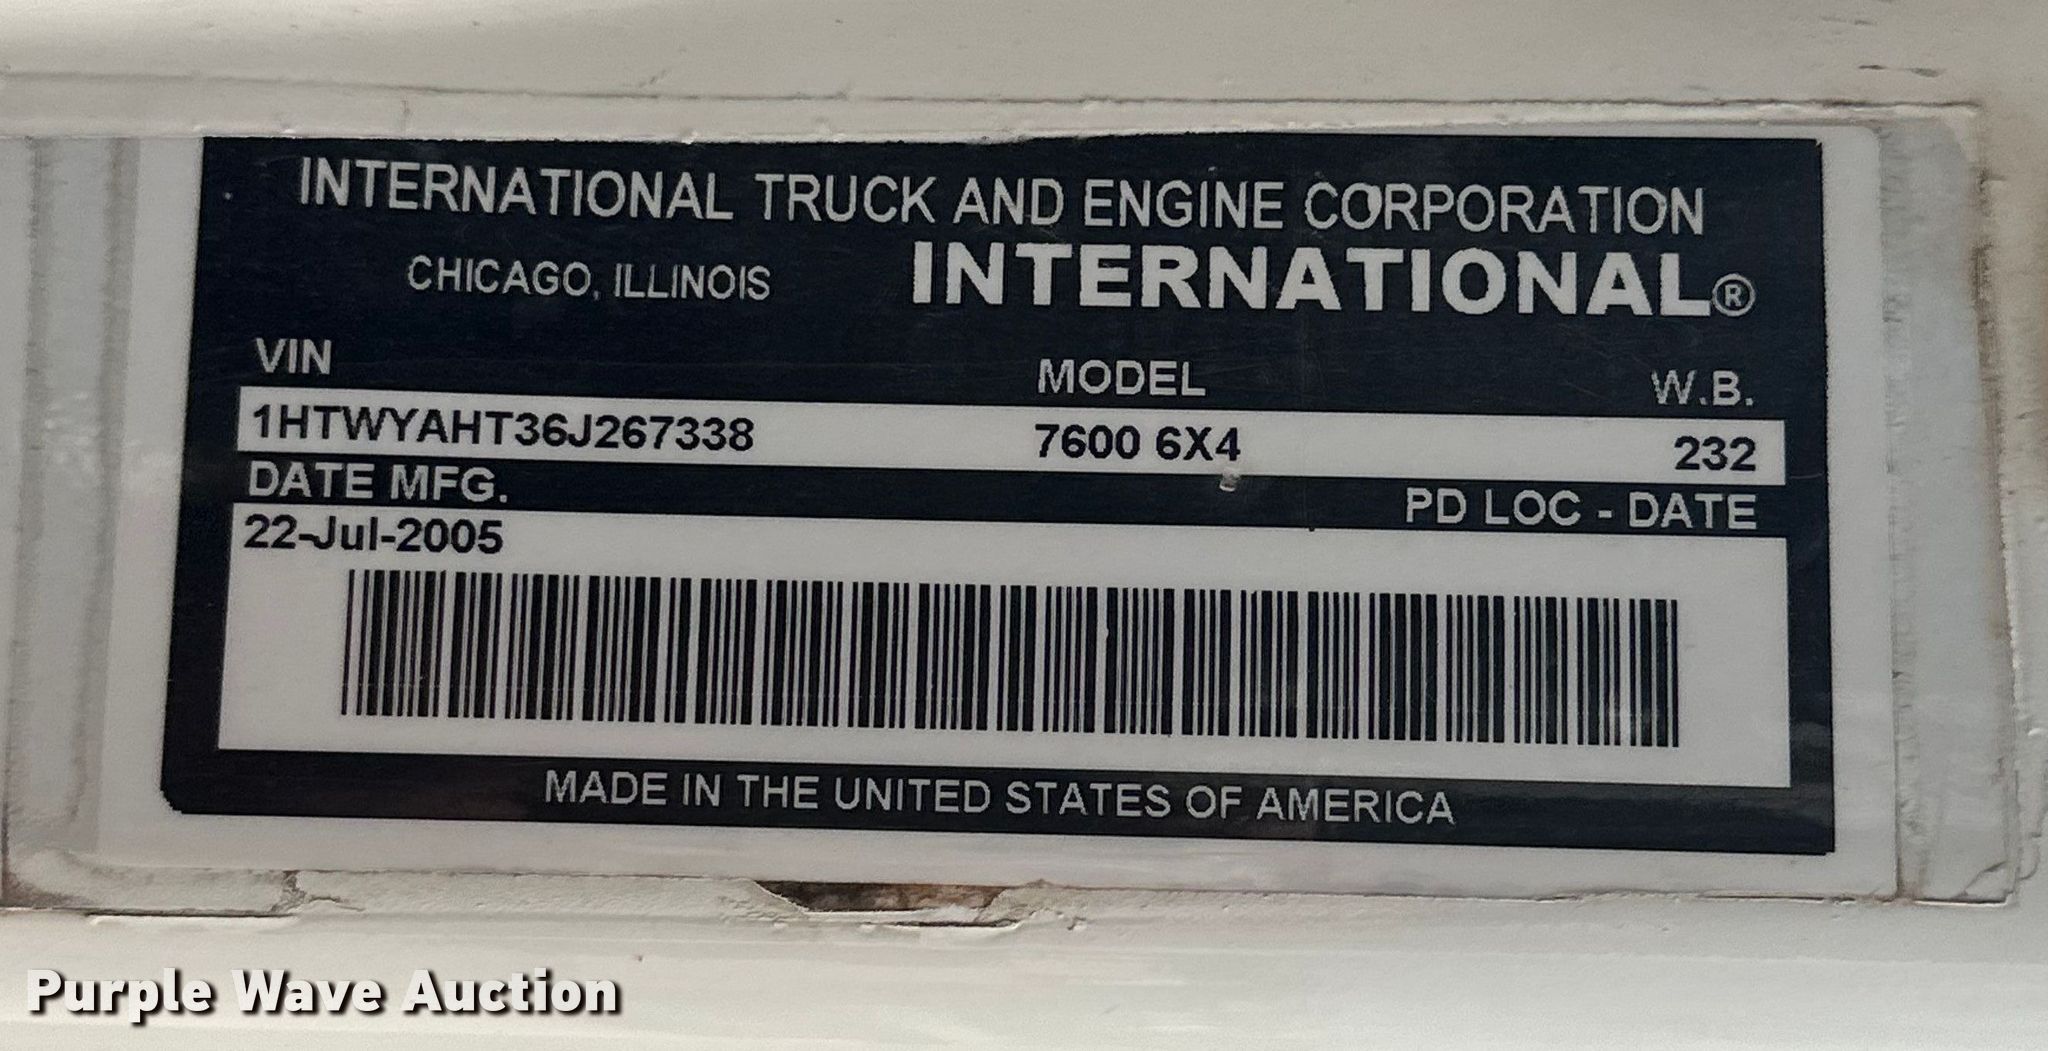 INTERNATIONAL TRUCK AND ENGINE CORPORATION
CHICAGO, ILLINOIS INTERNATIONAL®
VIN MODEL W.B.
1HTWYAHT36J267338 7600 6X4 232
DATE MFG. PD LOC - DATE
22-Jul-2005
MADE IN THE UNITED STATES OF AMERICA
Purple Wave Auction